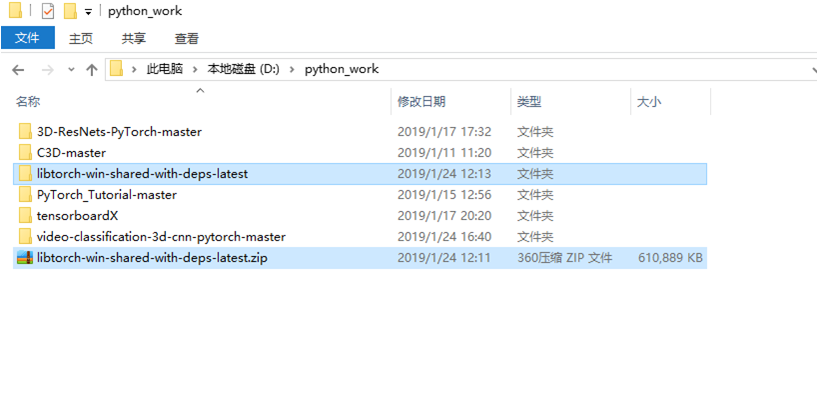 python_work
文件 主页 共享 查看
此电脑 本地磁盘 (D:) python_work
名称 修改日期 类型 大小
3D-ResNets-PyTorch-master 2019/1/17 17:32 文件夹
C3D-master 2019/1/11 11:20 文件夹
libtorch-win-shared-with-deps-latest 2019/1/24 12:13 文件夹
PyTorch_Tutorial-master 2019/1/15 12:56 文件夹
tensorboardX 2019/1/17 20:20 文件夹
video-classification-3d-cnn-pytorch-master 2019/1/24 16:40 文件夹
libtorch-win-shared-with-deps-latest.zip 2019/1/24 12:11 360压缩 ZIP 文件 610,889 KB